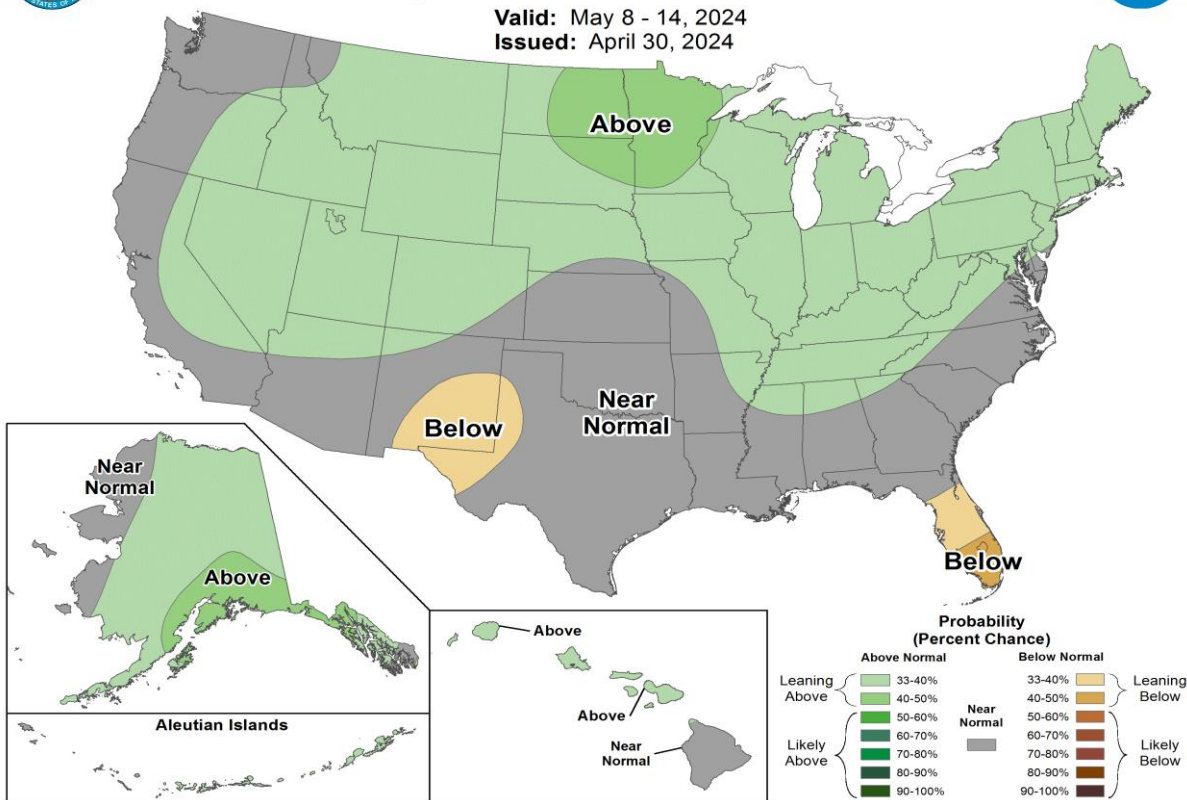 STATES OF
Valid: May 8 - 14, 2024
Issued: April 30, 2024
Above
Below
Near
Normal
Below
Near
Normal
Above
Aleutian Islands
Above
Above
Near
Normal
Probability
(Percent Chance)
Above Normal
Below Normal
Leaning
Above
33-40%
40-50%
Likely
Above
50-60%
60-70%
70-80%
80-90%
90-100%
Near
Normal
33-40%
40-50%
Leaning
Below
50-60%
60-70%
70-80%
80-90%
90-100%
Likely
Below